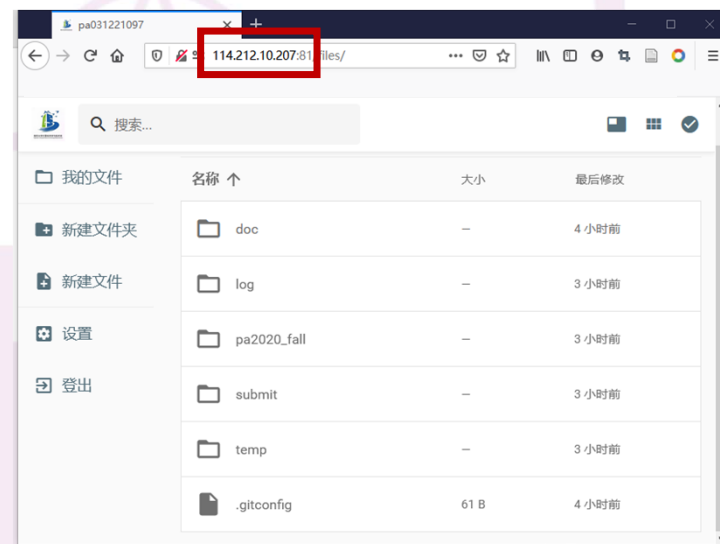 pa031221097
114.212.10.207:81/files/
搜索...
我的文件
新建文件夹
新建文件
设置
登出
名称 大小 最后修改
doc — 4 小时前
log — 3 小时前
pa2020_fall — 3 小时前
submit — 3 小时前
temp — 3 小时前
.gitconfig 61 B 4 小时前